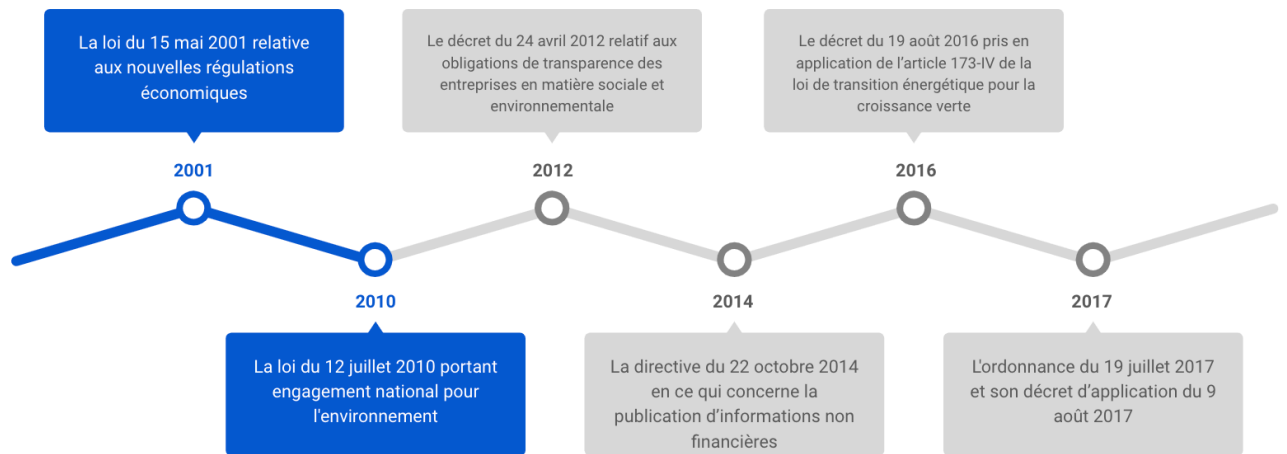 La loi du 15 mai 2001 relative
aux nouvelles régulations
économiques
2001
La loi du 12 juillet 2010 portant
engagement national pour
l'environnement
2010
Le décret du 24 avril 2012 relatif aux
obligations de transparence des
entreprises en matière sociale et
environnementale
2012
La directive du 22 octobre 2014
en ce qui concerne la
publication d’informations non
financières
2014
Le décret du 19 août 2016 pris en
application de l’article 173-IV de la
loi de transition énergétique pour la
croissance verte
2016
L'ordonnance du 19 juillet 2017
et son décret d’application du 9
août 2017
2017